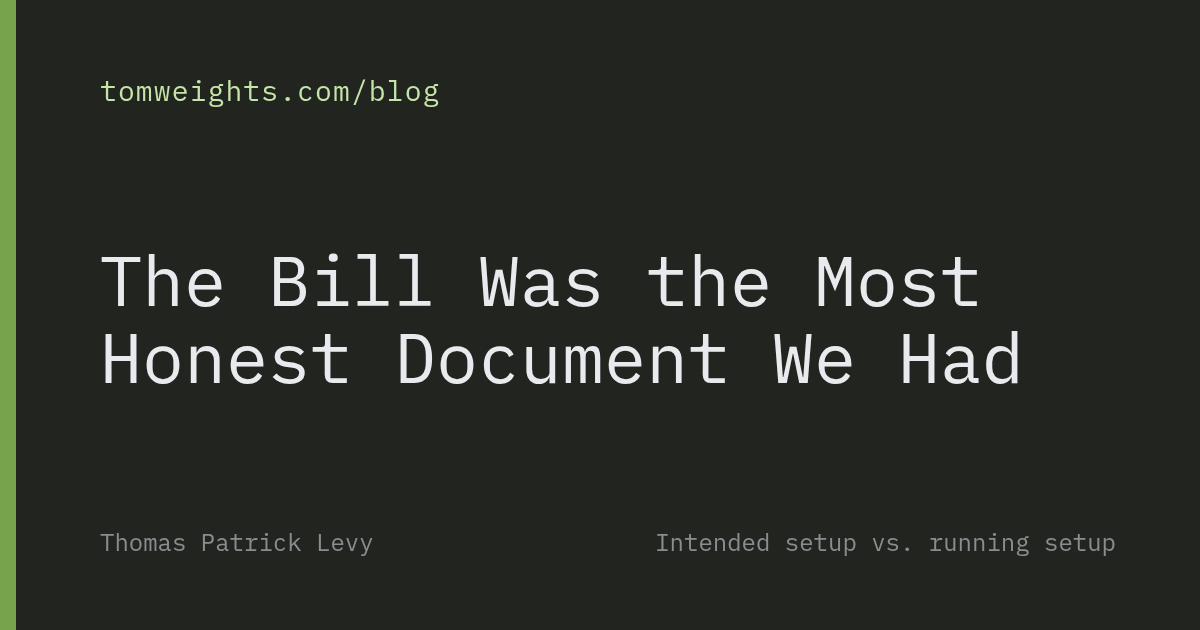 tomweights.com/blog
The Bill Was the Most
Honest Document We Had
Thomas Patrick Levy
Intended setup vs. running setup